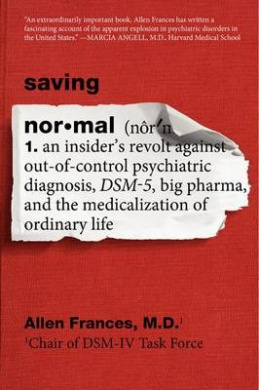 "An extraordinarily important book. Allen Frances has written a
fascinating account of the apparent explosion in psychiatric disorders in
the United States." —MARCIA ANGELL, M.D., Harvard Medical School
saving
nor•mal (nôr′n
1. an insider's revolt against
out-of-control psychiatric
diagnosis, DSM-5, big pharma,
and the medicalization of
ordinary life
Allen Frances, M.D.¹
¹Chair of DSM-IV Task Force